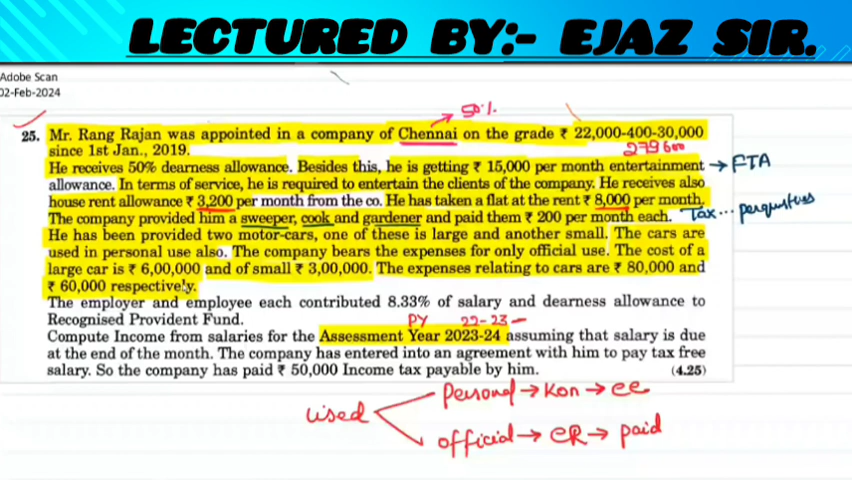 LECTURED BY:- EJAZ SIR.
Adobe Scan
02-Feb-2024
50%
25. Mr. Rang Rajan was appointed in a company of Chennai on the grade ₹ 22,000-400-30,000
since 1st Jan., 2019.
279600
He receives 50% dearness allowance. Besides this, he is getting ₹ 15,000 per month entertainment → FTA
allowance. In terms of service, he is required to entertain the clients of the company. He receives also
house rent allowance ₹ 3,200 per month from the co. He has taken a flat at the rent ₹ 8,000 per month.
The company provided him a sweeper, cook and gardener and paid them ₹ 200 per month each. Tax... perquisites
He has been provided two motor-cars, one of these is large and another small. The cars are
used in personal use also. The company bears the expenses for only official use. The cost of a
large car is ₹ 6,00,000 and of small ₹ 3,00,000. The expenses relating to cars are ₹ 80,000 and
₹ 60,000 respectively.
The employer and employee each contributed 8.33% of salary and dearness allowance to
Recognised Provident Fund.
PY 22-23-
Compute Income from salaries for the Assessment Year 2023-24 assuming that salary is due
at the end of the month. The company has entered into an agreement with him to pay tax free
salary. So the company has paid ₹ 50,000 Income tax payable by him. (4.25)
Personal → Kon → ee
used
official → ER → paid